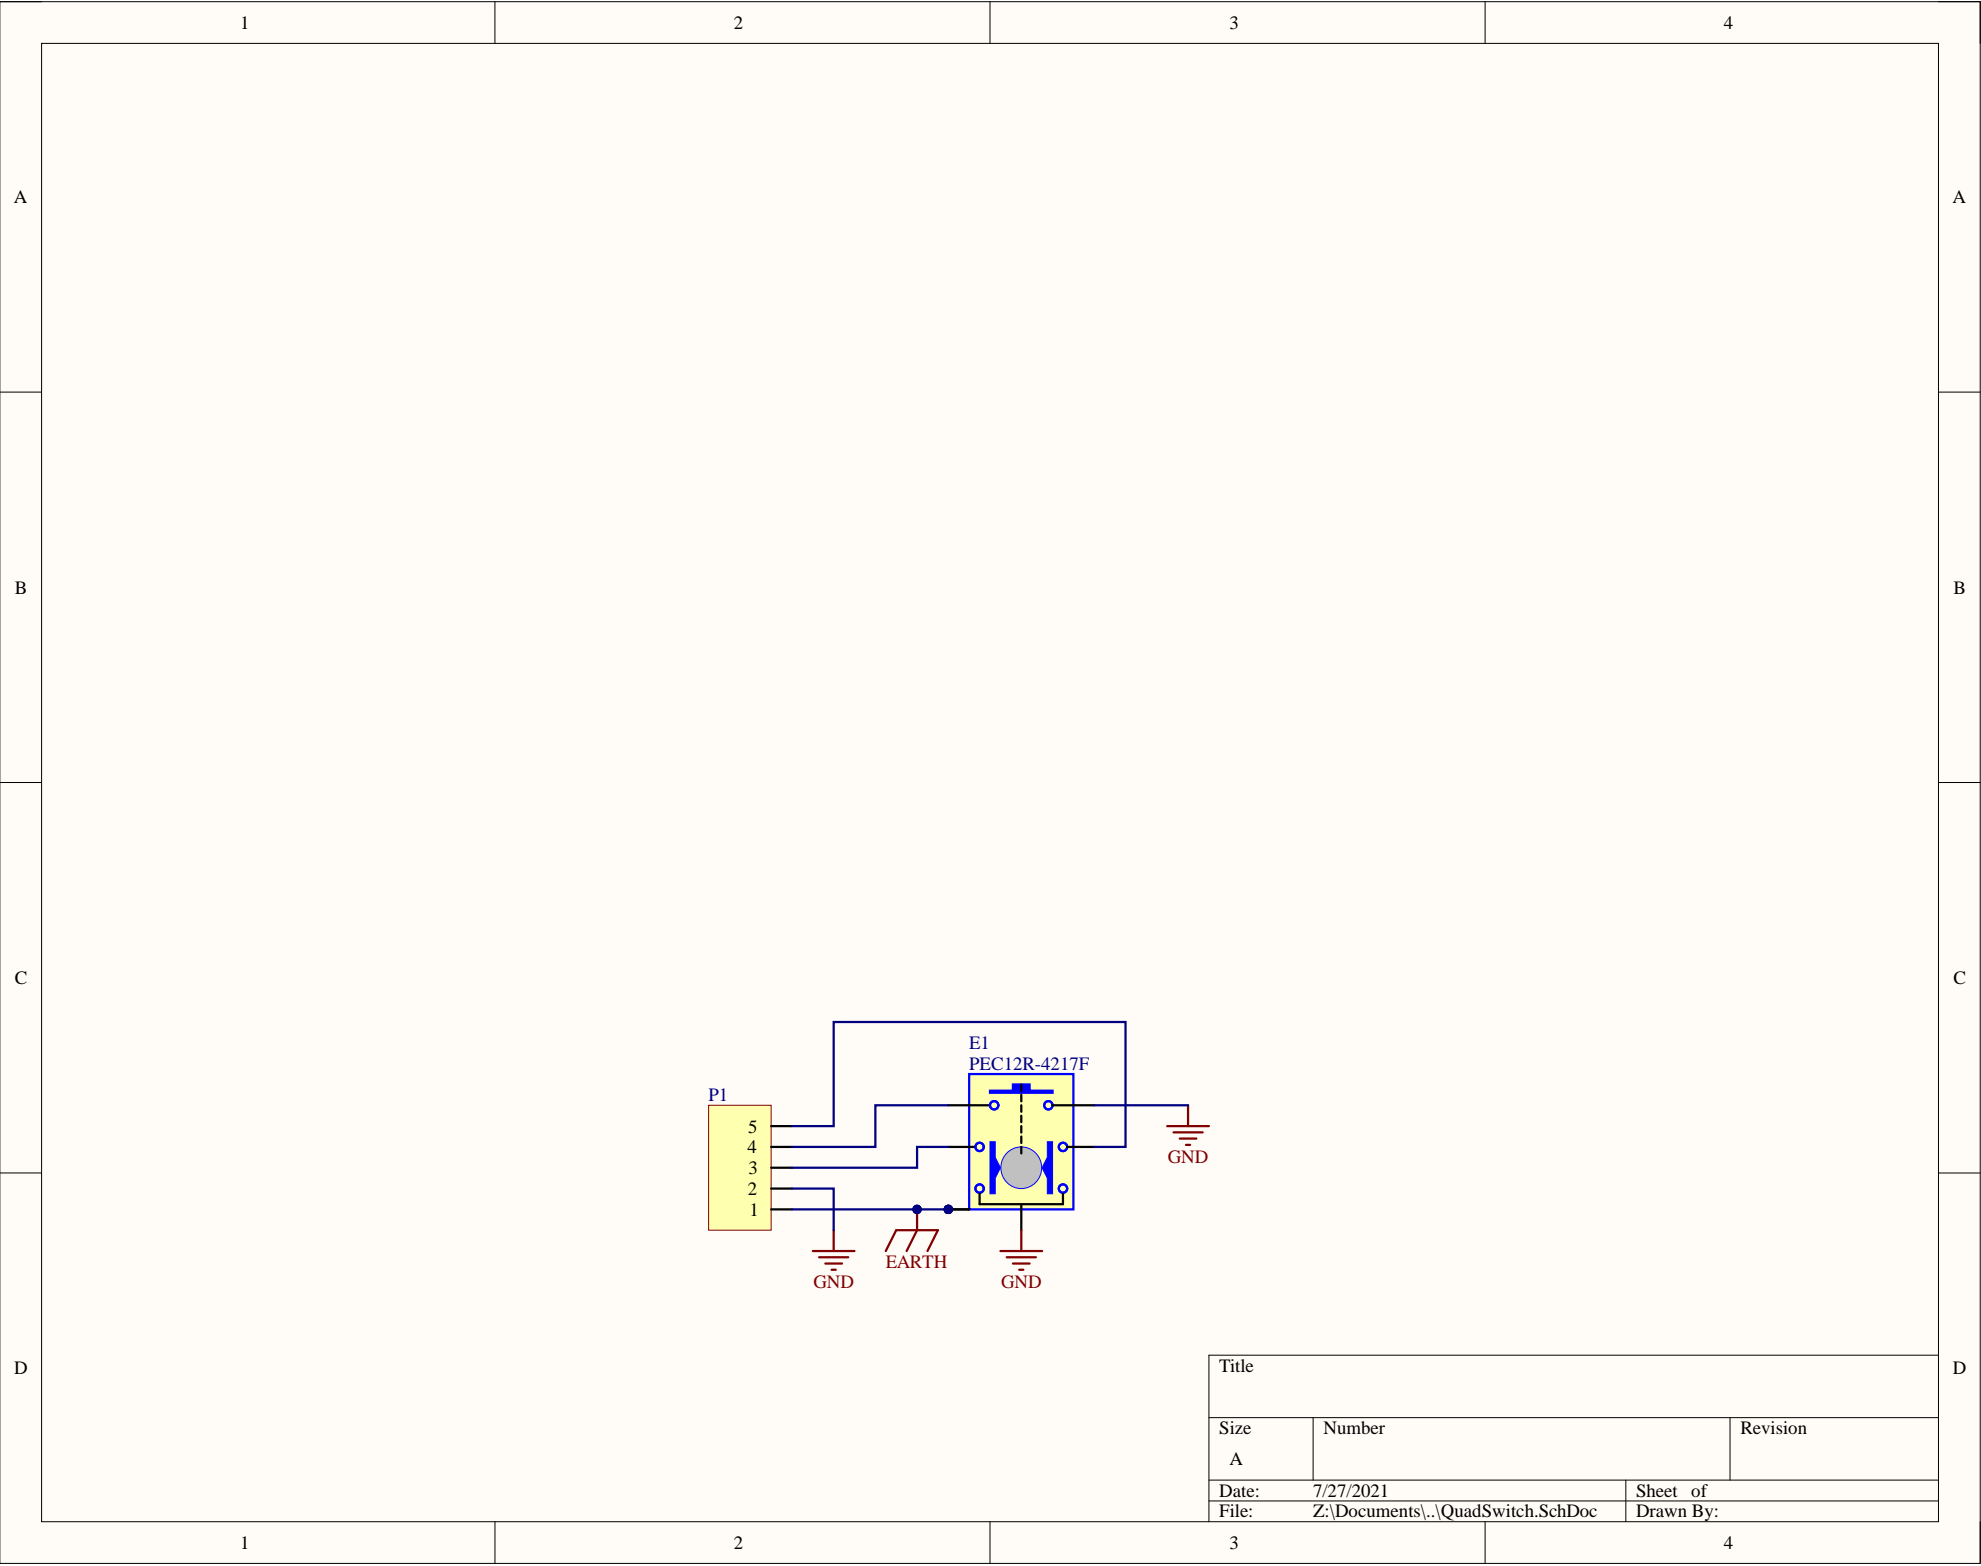 1 2 3 4
A A
B B
C C
E1
PEC12R-4217F
P1
5
4
3
2
1
GND
EARTH
GND
GND
D D
Title
Size Number Revision
A
Date: 7/27/2021 Sheet of
File: Z:\Documents\..\QuadSwitch.SchDoc Drawn By:
1 2 3 4